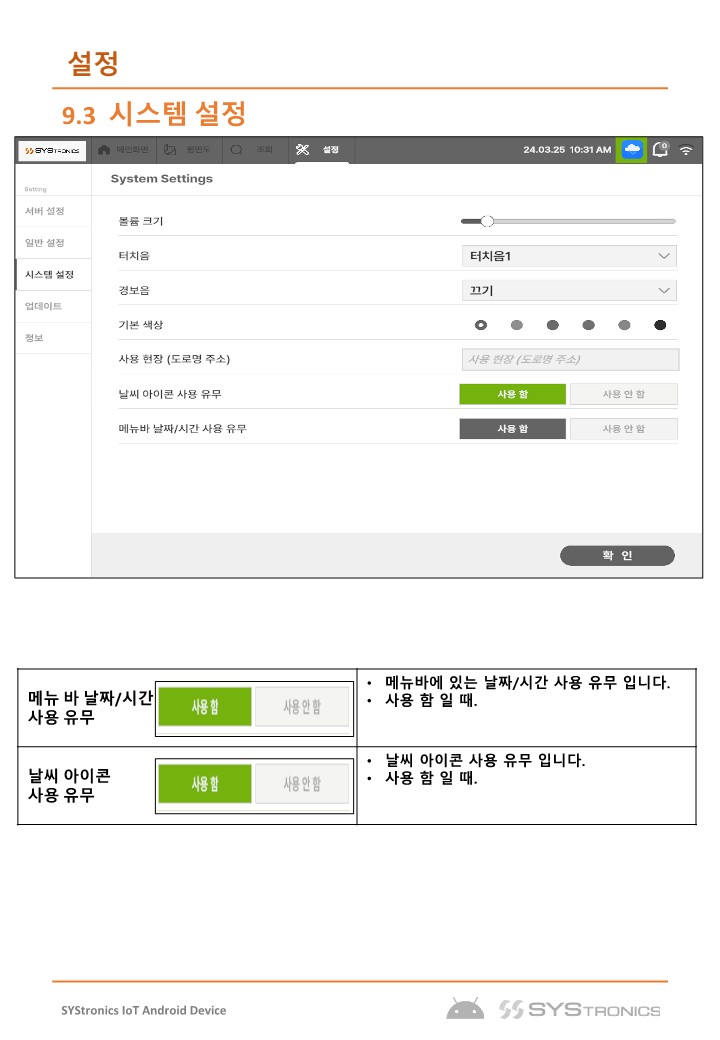 설정
9.3 시스템 설정
SYSTRONICS
메인화면
평면도
조회
설정
24.03.25 10:31 AM
0
Setting
System Settings
서버 설정
일반 설정
시스템 설정
업데이트
정보
볼륨 크기
터치음
터치음1
경보음
끄기
기본 색상
사용 현장 (도로명 주소)
사용 현장 (도로명 주소)
날씨 아이콘 사용 유무
사용 함
사용 안 함
메뉴바 날짜/시간 사용 유무
사용 함
사용 안 함
확 인
메뉴 바 날짜/시간
사용 유무
사용 함
사용 안 함
• 메뉴바에 있는 날짜/시간 사용 유무 입니다.
• 사용 함 일 때.
날씨 아이콘
사용 유무
사용 함
사용 안 함
• 날씨 아이콘 사용 유무 입니다.
• 사용 함 일 때.
SYStronics IoT Android Device
SYSTRONICS